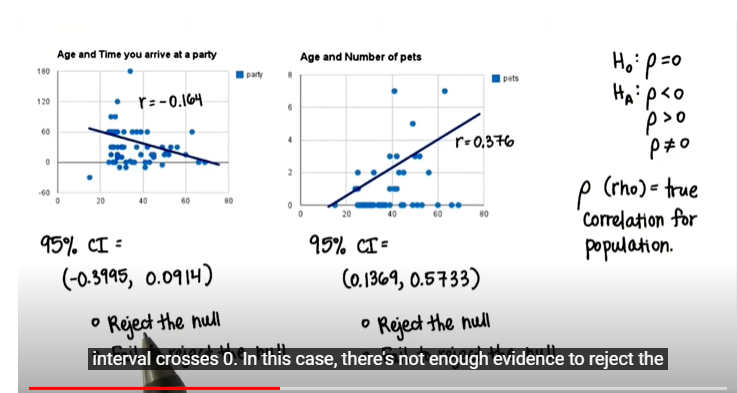 Age and Time you arrive at a party
180
120
60
0
-60
0 20 40 60 80
party
r=-0.164
95% CI =
(-0.3995, 0.0914)
o Reject the null
Age and Number of pets
8
6
4
2
0
0 20 40 60 80
pets
r=0.376
95% CI=
(0.1369, 0.5733)
o Reject the null
H₀: ρ=0
H_A: ρ<0
ρ>0
ρ≠0
ρ (rho) = true
correlation for
population.
interval crosses 0. In this case, there's not enough evidence to reject the